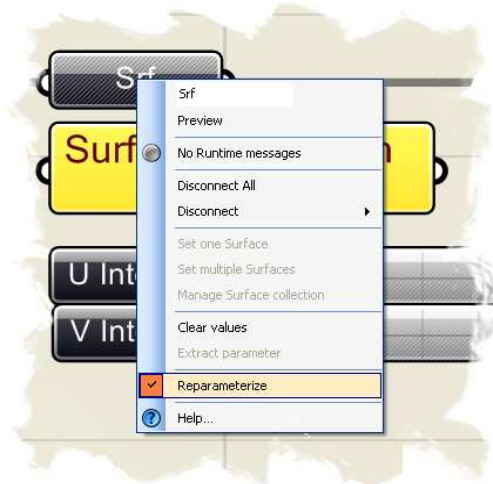 Srf
Srf
Preview
Surf
No Runtime messages
Disconnect All
Disconnect
Set one Surface
Set multiple Surfaces
U Int
Manage Surface collection
V Int
Clear values
Extract parameter
Reparameterize
Help...